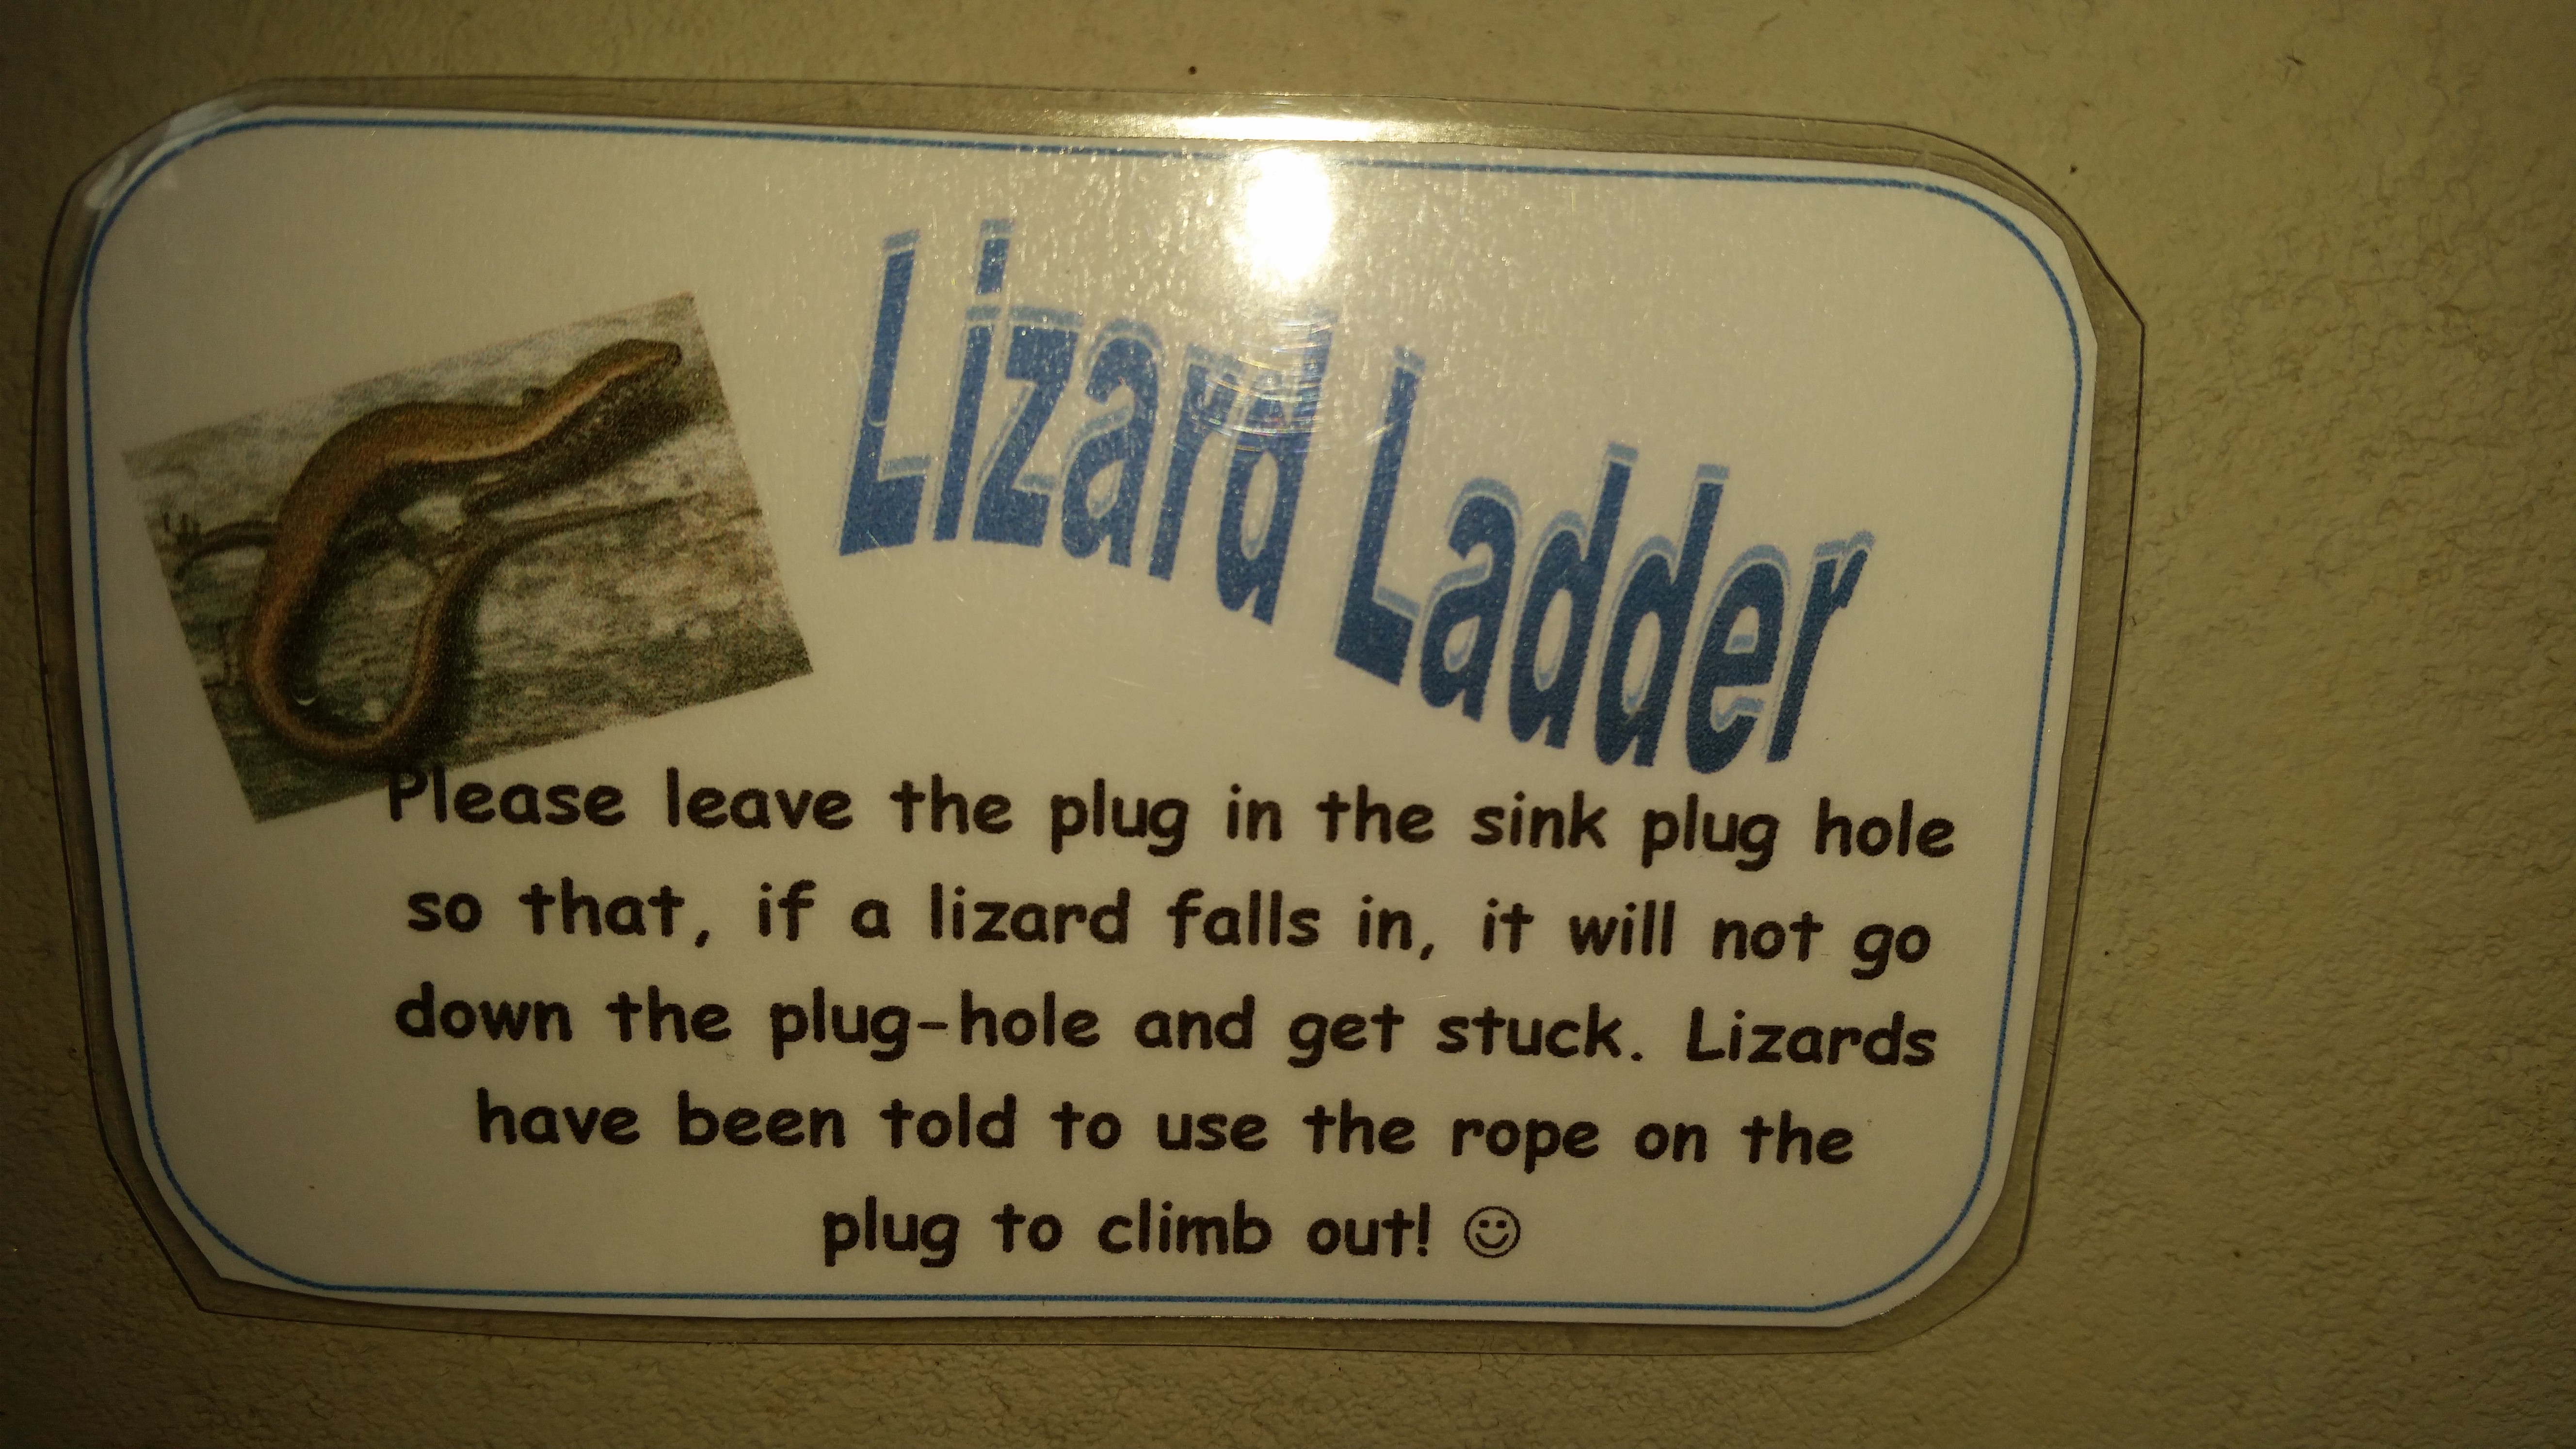 Lizard Ladder
Please leave the plug in the sink plug hole
so that, if a lizard falls in, it will not go
down the plug-hole and get stuck. Lizards
have been told to use the rope on the
plug to climb out! ☺